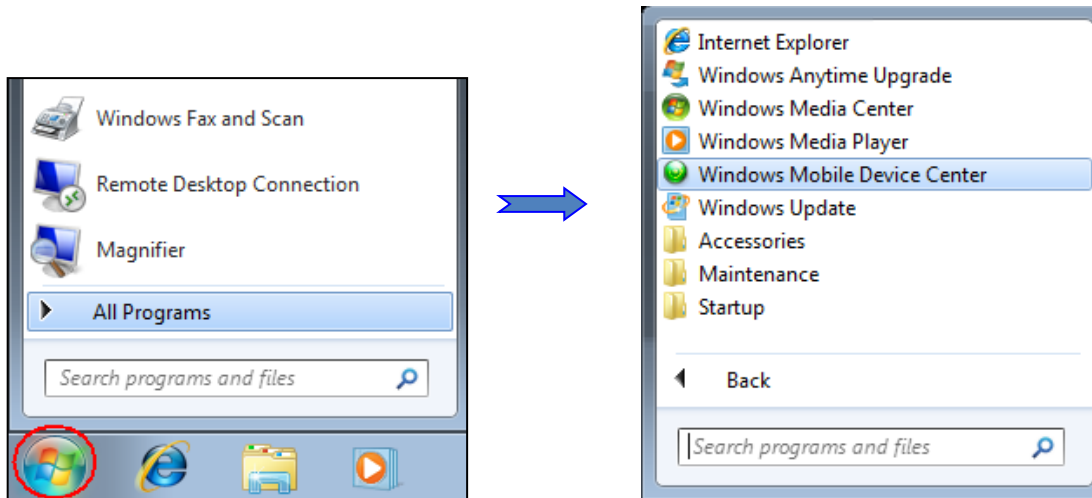 Windows Fax and Scan
Remote Desktop Connection
Magnifier
All Programs
Search programs and files
Internet Explorer
Windows Anytime Upgrade
Windows Media Center
Windows Media Player
Windows Mobile Device Center
Windows Update
Accessories
Maintenance
Startup
Back
Search programs and files